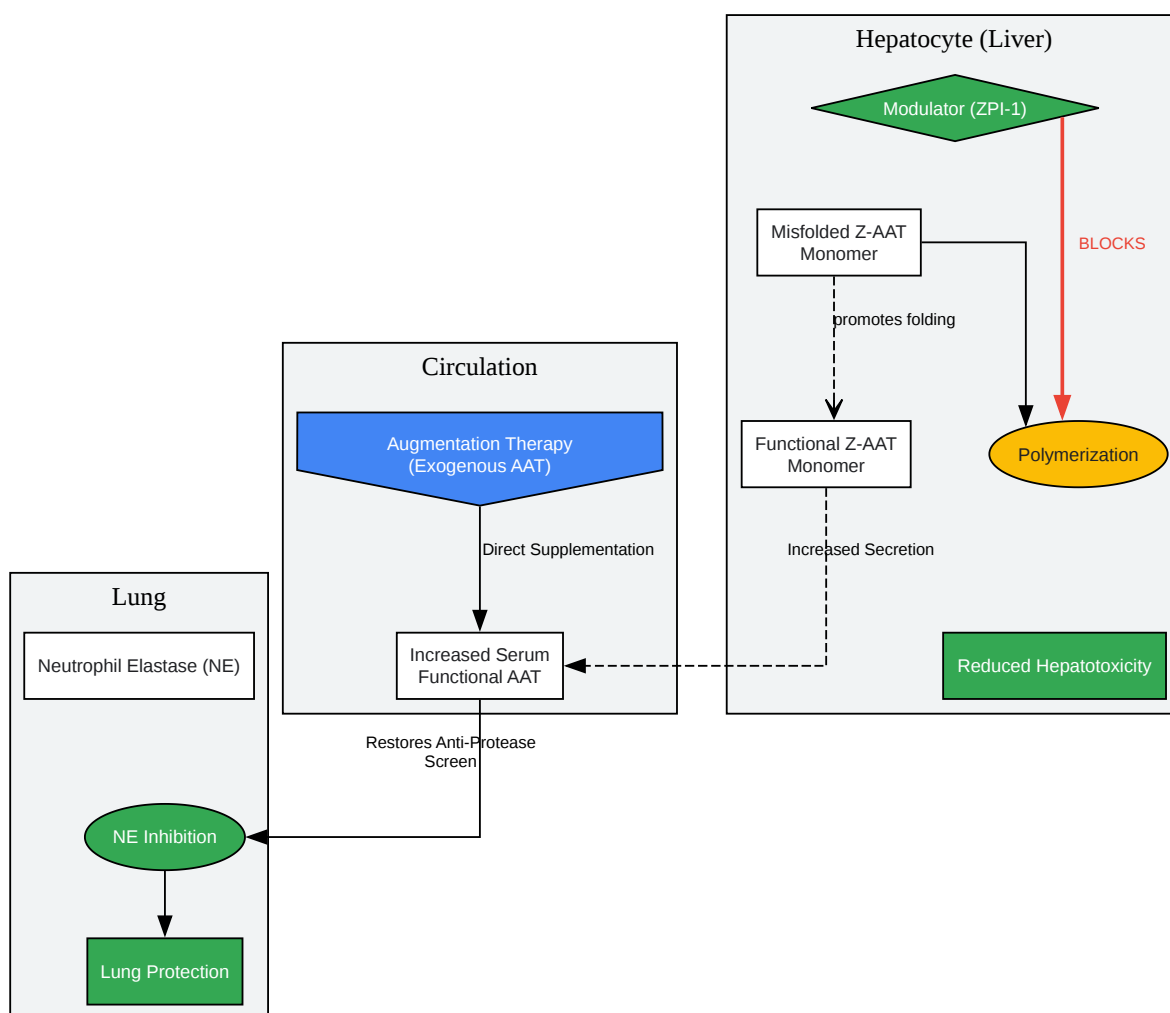 Hepatocyte (Liver)
Modulator (ZPI-1)
Misfolded Z-AAT
Monomer
BLOCKS
promotes folding
Functional Z-AAT
Monomer
Polymerization
Increased Secretion
Reduced Hepatotoxicity
Circulation
Augmentation Therapy
(Exogenous AAT)
Direct Supplementation
Increased Serum
Functional AAT
Restores Anti-Protease
Screen
Lung
Neutrophil Elastase (NE)
NE Inhibition
Lung Protection